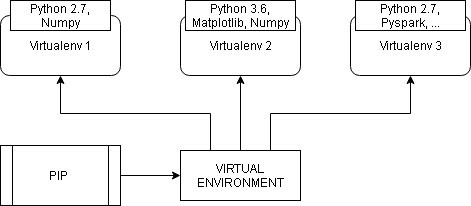 Python 2.7,
Numpy
Virtualenv 1
Python 3.6,
Matplotlib, Numpy
Virtualenv 2
Python 2.7,
Pyspark, ...
Virtualenv 3
PIP
VIRTUAL
ENVIRONMENT